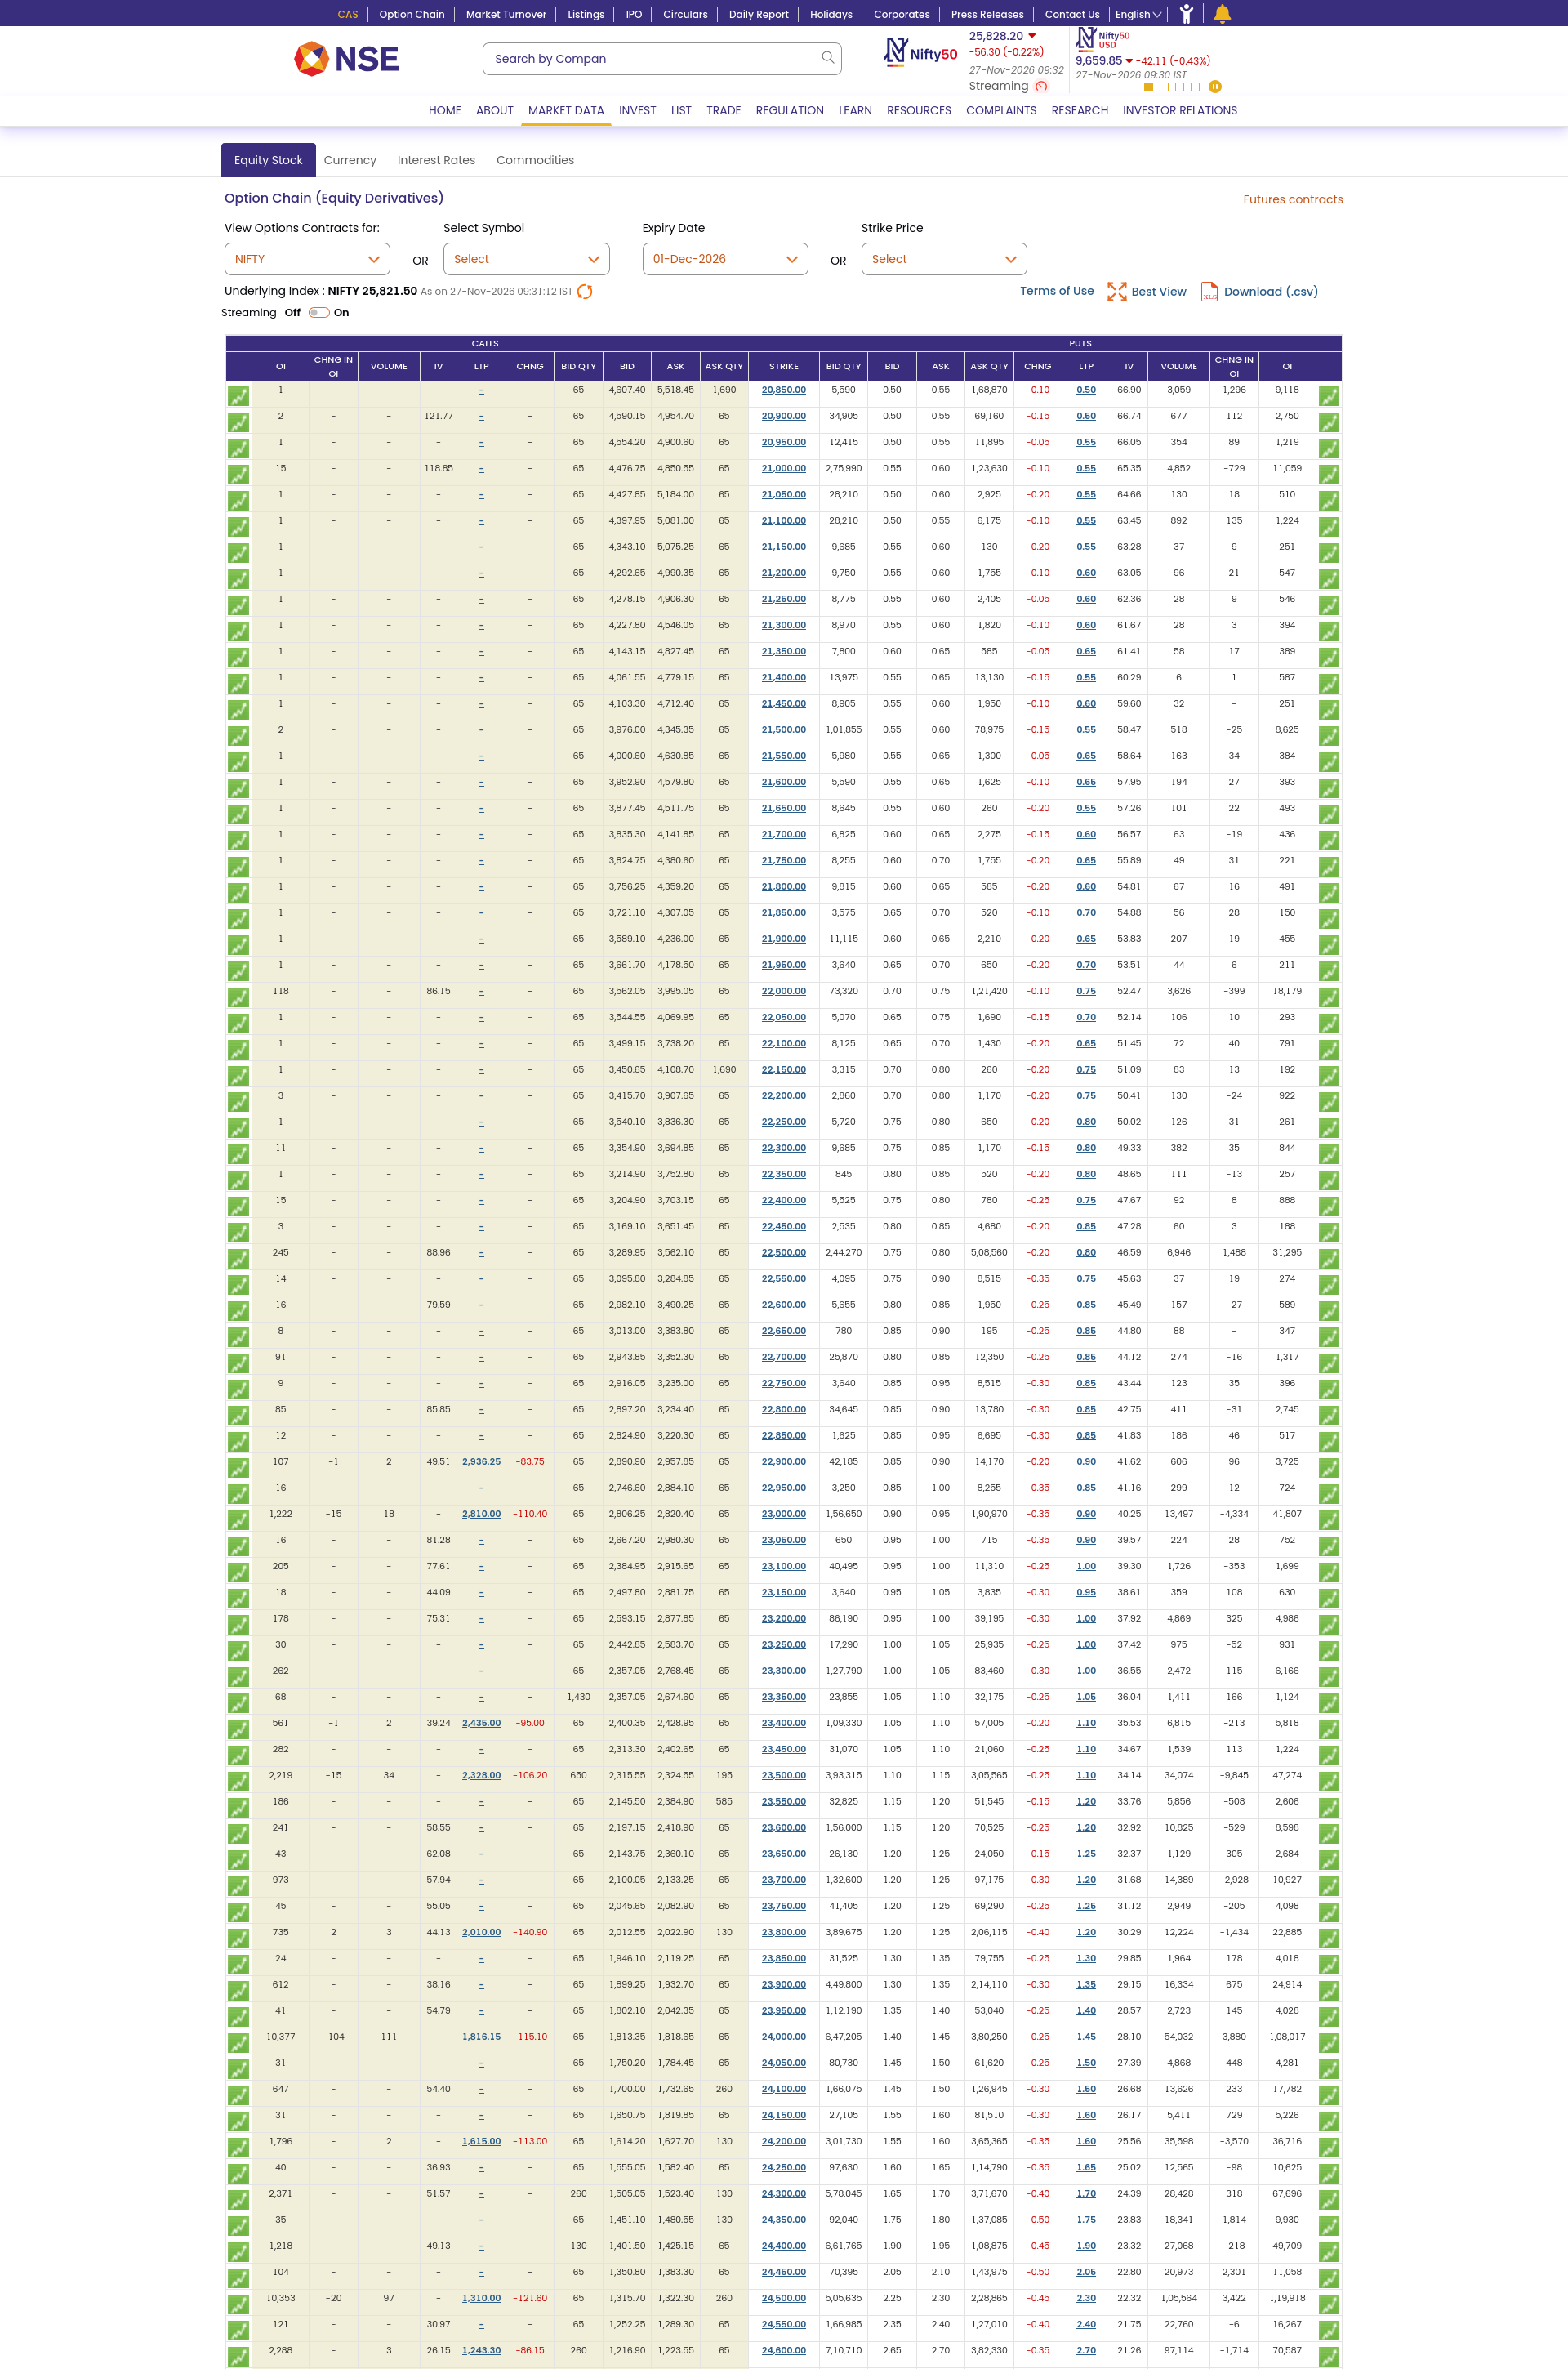 CAS Option Chain Market Turnover Listings IPO Circulars Daily Report Holidays Corporates Press Releases Contact Us English
NSE
Search by Compan
Nifty50
25,828.20
-56.30 (-0.22%)
27-Nov-2026 09:32
Streaming
Nifty50 USD
9,659.85 -42.11 (-0.43%)
27-Nov-2026 09:30 IST
HOME ABOUT MARKET DATA INVEST LIST TRADE REGULATION LEARN RESOURCES COMPLAINTS RESEARCH INVESTOR RELATIONS
Equity Stock Currency Interest Rates Commodities
Option Chain (Equity Derivatives) Futures contracts
View Options Contracts for: Select Symbol Expiry Date Strike Price
NIFTY OR Select 01-Dec-2026 OR Select
Underlying Index : NIFTY 25,821.50 As on 27-Nov-2026 09:31:12 IST Terms of Use Best View XLS Download (.csv)
Streaming Off On
CALLS PUTS
OI CHNG IN OI VOLUME IV LTP CHNG BID QTY BID ASK ASK QTY STRIKE BID QTY BID ASK ASK QTY CHNG LTP IV VOLUME CHNG IN OI OI
1 - - - - - 65 4,607.40 5,518.45 1,690 20,850.00 5,590 0.50 0.55 1,68,870 -0.10 0.50 66.90 3,059 1,296 9,118
2 - - 121.77 - - 65 4,590.15 4,954.70 65 20,900.00 34,905 0.50 0.55 69,160 -0.15 0.50 66.74 677 112 2,750
1 - - - - - 65 4,554.20 4,900.60 65 20,950.00 12,415 0.50 0.55 11,895 -0.05 0.55 66.05 354 89 1,219
15 - - 118.85 - - 65 4,476.75 4,850.55 65 21,000.00 2,75,990 0.55 0.60 1,23,630 -0.10 0.55 65.35 4,852 -729 11,059
1 - - - - - 65 4,427.85 5,184.00 65 21,050.00 28,210 0.50 0.60 2,925 -0.20 0.55 64.66 130 18 510
1 - - - - - 65 4,397.95 5,081.00 65 21,100.00 28,210 0.50 0.55 6,175 -0.10 0.55 63.45 892 135 1,224
1 - - - - - 65 4,343.10 5,075.25 65 21,150.00 9,685 0.55 0.60 130 -0.20 0.55 63.28 37 9 251
1 - - - - - 65 4,292.65 4,990.35 65 21,200.00 9,750 0.55 0.60 1,755 -0.10 0.60 63.05 96 21 547
1 - - - - - 65 4,278.15 4,906.30 65 21,250.00 8,775 0.55 0.60 2,405 -0.05 0.60 62.36 28 9 546
1 - - - - - 65 4,227.80 4,546.05 65 21,300.00 8,970 0.55 0.60 1,820 -0.10 0.60 61.67 28 3 394
1 - - - - - 65 4,143.15 4,827.45 65 21,350.00 7,800 0.60 0.65 585 -0.05 0.65 61.41 58 17 389
1 - - - - - 65 4,061.55 4,779.15 65 21,400.00 13,975 0.55 0.65 13,130 -0.15 0.55 60.29 6 1 587
1 - - - - - 65 4,103.30 4,712.40 65 21,450.00 8,905 0.55 0.60 1,950 -0.10 0.60 59.60 32 - 251
2 - - - - - 65 3,976.00 4,345.35 65 21,500.00 1,01,855 0.55 0.60 78,975 -0.15 0.55 58.47 518 -25 8,625
1 - - - - - 65 4,000.60 4,630.85 65 21,550.00 5,980 0.55 0.65 1,300 -0.05 0.65 58.64 163 34 384
1 - - - - - 65 3,952.90 4,579.80 65 21,600.00 5,590 0.55 0.65 1,625 -0.10 0.65 57.95 194 27 393
1 - - - - - 65 3,877.45 4,511.75 65 21,650.00 8,645 0.55 0.60 260 -0.20 0.55 57.26 101 22 493
1 - - - - - 65 3,835.30 4,141.85 65 21,700.00 6,825 0.60 0.65 2,275 -0.15 0.60 56.57 63 -19 436
1 - - - - - 65 3,824.75 4,380.60 65 21,750.00 8,255 0.60 0.70 1,755 -0.20 0.65 55.89 49 31 221
1 - - - - - 65 3,756.25 4,359.20 65 21,800.00 9,815 0.60 0.65 585 -0.20 0.60 54.81 67 16 491
1 - - - - - 65 3,721.10 4,307.05 65 21,850.00 3,575 0.65 0.70 520 -0.10 0.70 54.88 56 28 150
1 - - - - - 65 3,589.10 4,236.00 65 21,900.00 11,115 0.60 0.65 2,210 -0.20 0.65 53.83 207 19 455
1 - - - - - 65 3,661.70 4,178.50 65 21,950.00 3,640 0.65 0.70 650 -0.20 0.70 53.51 44 6 211
118 - - 86.15 - - 65 3,562.05 3,995.05 65 22,000.00 73,320 0.70 0.75 1,21,420 -0.10 0.75 52.47 3,626 -399 18,179
1 - - - - - 65 3,544.55 4,069.95 65 22,050.00 5,070 0.65 0.75 1,690 -0.15 0.70 52.14 106 10 293
1 - - - - - 65 3,499.15 3,738.20 65 22,100.00 8,125 0.65 0.70 1,430 -0.20 0.65 51.45 72 40 791
1 - - - - - 65 3,450.65 4,108.70 1,690 22,150.00 3,315 0.70 0.80 260 -0.20 0.75 51.09 83 13 192
3 - - - - - 65 3,415.70 3,907.65 65 22,200.00 2,860 0.70 0.80 1,170 -0.20 0.75 50.41 130 -24 922
1 - - - - - 65 3,540.10 3,836.30 65 22,250.00 5,720 0.75 0.80 650 -0.20 0.80 50.02 126 31 261
11 - - - - - 65 3,354.90 3,694.85 65 22,300.00 9,685 0.75 0.85 1,170 -0.15 0.80 49.33 382 35 844
1 - - - - - 65 3,214.90 3,752.80 65 22,350.00 845 0.80 0.85 520 -0.20 0.80 48.65 111 -13 257
15 - - - - - 65 3,204.90 3,703.15 65 22,400.00 5,525 0.75 0.80 780 -0.25 0.75 47.67 92 8 888
3 - - - - - 65 3,169.10 3,651.45 65 22,450.00 2,535 0.80 0.85 4,680 -0.20 0.85 47.28 60 3 188
245 - - 88.96 - - 65 3,289.95 3,562.10 65 22,500.00 2,44,270 0.75 0.80 5,08,560 -0.20 0.80 46.59 6,946 1,488 31,295
14 - - - - - 65 3,095.80 3,284.85 65 22,550.00 4,095 0.75 0.90 8,515 -0.35 0.75 45.63 37 19 274
16 - - 79.59 - - 65 2,982.10 3,490.25 65 22,600.00 5,655 0.80 0.85 1,950 -0.25 0.85 45.49 157 -27 589
8 - - - - - 65 3,013.00 3,383.80 65 22,650.00 780 0.85 0.90 195 -0.25 0.85 44.80 88 - 347
91 - - - - - 65 2,943.85 3,352.30 65 22,700.00 25,870 0.80 0.85 12,350 -0.25 0.85 44.12 274 -16 1,317
9 - - - - - 65 2,916.05 3,235.00 65 22,750.00 3,640 0.85 0.95 8,515 -0.30 0.85 43.44 123 35 396
85 - - 85.85 - - 65 2,897.20 3,234.40 65 22,800.00 34,645 0.85 0.90 13,780 -0.30 0.85 42.75 411 -31 2,745
12 - - - - - 65 2,824.90 3,220.30 65 22,850.00 1,625 0.85 0.95 6,695 -0.30 0.85 41.83 186 46 517
107 -1 2 49.51 2,936.25 -83.75 65 2,890.90 2,957.85 65 22,900.00 42,185 0.85 0.90 14,170 -0.20 0.90 41.62 606 96 3,725
16 - - - - - 65 2,746.60 2,884.10 65 22,950.00 3,250 0.85 1.00 8,255 -0.35 0.85 41.16 299 12 724
1,222 -15 18 - 2,810.00 -110.40 65 2,806.25 2,820.40 65 23,000.00 1,56,650 0.90 0.95 1,90,970 -0.35 0.90 40.25 13,497 -4,334 41,807
16 - - 81.28 - - 65 2,667.20 2,980.30 65 23,050.00 650 0.95 1.00 715 -0.35 0.90 39.57 224 28 752
205 - - 77.61 - - 65 2,384.95 2,915.65 65 23,100.00 40,495 0.95 1.00 11,310 -0.25 1.00 39.30 1,726 -353 1,699
18 - - 44.09 - - 65 2,497.80 2,881.75 65 23,150.00 3,640 0.95 1.05 3,835 -0.30 0.95 38.61 359 108 630
178 - - 75.31 - - 65 2,593.15 2,877.85 65 23,200.00 86,190 0.95 1.00 39,195 -0.30 1.00 37.92 4,869 325 4,986
30 - - - - - 65 2,442.85 2,583.70 65 23,250.00 17,290 1.00 1.05 25,935 -0.25 1.00 37.42 975 -52 931
262 - - - - - 65 2,357.05 2,768.45 65 23,300.00 1,27,790 1.00 1.05 83,460 -0.30 1.00 36.55 2,472 115 6,166
68 - - - - - 1,430 2,357.05 2,674.60 65 23,350.00 23,855 1.05 1.10 32,175 -0.25 1.05 36.04 1,411 166 1,124
561 -1 2 39.24 2,435.00 -95.00 65 2,400.35 2,428.95 65 23,400.00 1,09,330 1.05 1.10 57,005 -0.20 1.10 35.53 6,815 -213 5,818
282 - - - - - 65 2,313.30 2,402.65 65 23,450.00 31,070 1.05 1.10 21,060 -0.25 1.10 34.67 1,539 113 1,224
2,219 -15 34 - 2,328.00 -106.20 650 2,315.55 2,324.55 195 23,500.00 3,93,315 1.10 1.15 3,05,565 -0.25 1.10 34.14 34,074 -9,845 47,274
186 - - - - - 65 2,145.50 2,384.90 585 23,550.00 32,825 1.15 1.20 51,545 -0.15 1.20 33.76 5,856 -508 2,606
241 - - 58.55 - - 65 2,197.15 2,418.90 65 23,600.00 1,56,000 1.15 1.20 70,525 -0.25 1.20 32.92 10,825 -529 8,598
43 - - 62.08 - - 65 2,143.75 2,360.10 65 23,650.00 26,130 1.20 1.25 24,050 -0.15 1.25 32.37 1,129 305 2,684
973 - - 57.94 - - 65 2,100.05 2,133.25 65 23,700.00 1,32,600 1.20 1.25 97,175 -0.30 1.20 31.68 14,389 -2,928 10,927
45 - - 55.05 - - 65 2,045.65 2,082.90 65 23,750.00 41,405 1.20 1.25 69,290 -0.25 1.25 31.12 2,949 -205 4,098
735 2 3 44.13 2,010.00 -140.90 65 2,012.55 2,022.90 130 23,800.00 3,89,675 1.20 1.25 2,06,115 -0.40 1.20 30.29 12,224 -1,434 22,885
24 - - - - - 65 1,946.10 2,119.25 65 23,850.00 31,525 1.30 1.35 79,755 -0.25 1.30 29.85 1,964 178 4,018
612 - - 38.16 - - 65 1,899.25 1,932.70 65 23,900.00 4,49,800 1.30 1.35 2,14,110 -0.30 1.35 29.15 16,334 675 24,914
41 - - 54.79 - - 65 1,802.10 2,042.35 65 23,950.00 1,12,190 1.35 1.40 53,040 -0.25 1.40 28.57 2,723 145 4,028
10,377 -104 111 - 1,816.15 -115.10 65 1,813.35 1,818.65 65 24,000.00 6,47,205 1.40 1.45 3,80,250 -0.25 1.45 28.10 54,032 3,880 1,08,017
31 - - - - - 65 1,750.20 1,784.45 65 24,050.00 80,730 1.45 1.50 61,620 -0.25 1.50 27.39 4,868 448 4,281
647 - - 54.40 - - 65 1,700.00 1,732.65 260 24,100.00 1,66,075 1.45 1.50 1,26,945 -0.30 1.50 26.68 13,626 233 17,782
31 - - - - - 65 1,650.75 1,819.85 65 24,150.00 27,105 1.55 1.60 81,510 -0.30 1.60 26.17 5,411 729 5,226
1,796 - 2 - 1,615.00 -113.00 65 1,614.20 1,627.70 130 24,200.00 3,01,730 1.55 1.60 3,65,365 -0.35 1.60 25.56 35,598 -3,570 36,716
40 - - 36.93 - - 65 1,555.05 1,582.40 65 24,250.00 97,630 1.60 1.65 1,14,790 -0.35 1.65 25.02 12,565 -98 10,625
2,371 - - 51.57 - - 260 1,505.05 1,523.40 130 24,300.00 5,78,045 1.65 1.70 3,71,670 -0.40 1.70 24.39 28,428 318 67,696
35 - - - - - 65 1,451.10 1,480.55 130 24,350.00 92,040 1.75 1.80 1,37,085 -0.50 1.75 23.83 18,341 1,814 9,930
1,218 - - 49.13 - - 130 1,401.50 1,425.15 65 24,400.00 6,61,765 1.90 1.95 1,08,875 -0.45 1.90 23.32 27,068 -218 49,709
104 - - - - - 65 1,350.80 1,383.30 65 24,450.00 70,395 2.05 2.10 1,43,975 -0.50 2.05 22.80 20,973 2,301 11,058
10,353 -20 97 - 1,310.00 -121.60 65 1,315.70 1,322.30 260 24,500.00 5,05,635 2.25 2.30 2,28,865 -0.45 2.30 22.32 1,05,564 3,422 1,19,918
121 - - 30.97 - - 65 1,252.25 1,289.30 65 24,550.00 1,66,985 2.35 2.40 1,27,010 -0.40 2.40 21.75 22,760 -6 16,267
2,288 - 3 26.15 1,243.30 -86.15 260 1,216.90 1,223.55 65 24,600.00 7,10,710 2.65 2.70 3,82,330 -0.35 2.70 21.26 97,114 -1,714 70,587